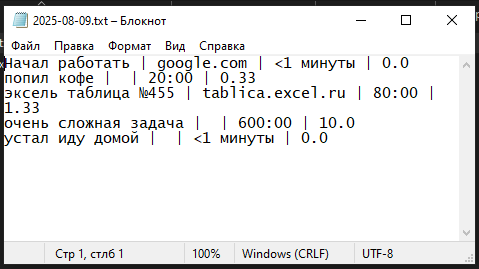 2025-08-09.txt – Блокнот
Файл Правка Формат Вид Справка
Начал работать | google.com | <1 минуты | 0.0
попил кофе |  | 20:00 | 0.33
эксель таблица №455 | tablica.excel.ru | 80:00 |
1.33
очень сложная задача |  | 600:00 | 10.0
устал иду домой |  | <1 минуты | 0.0
Стр 1, стлб 1 100% Windows (CRLF) UTF-8